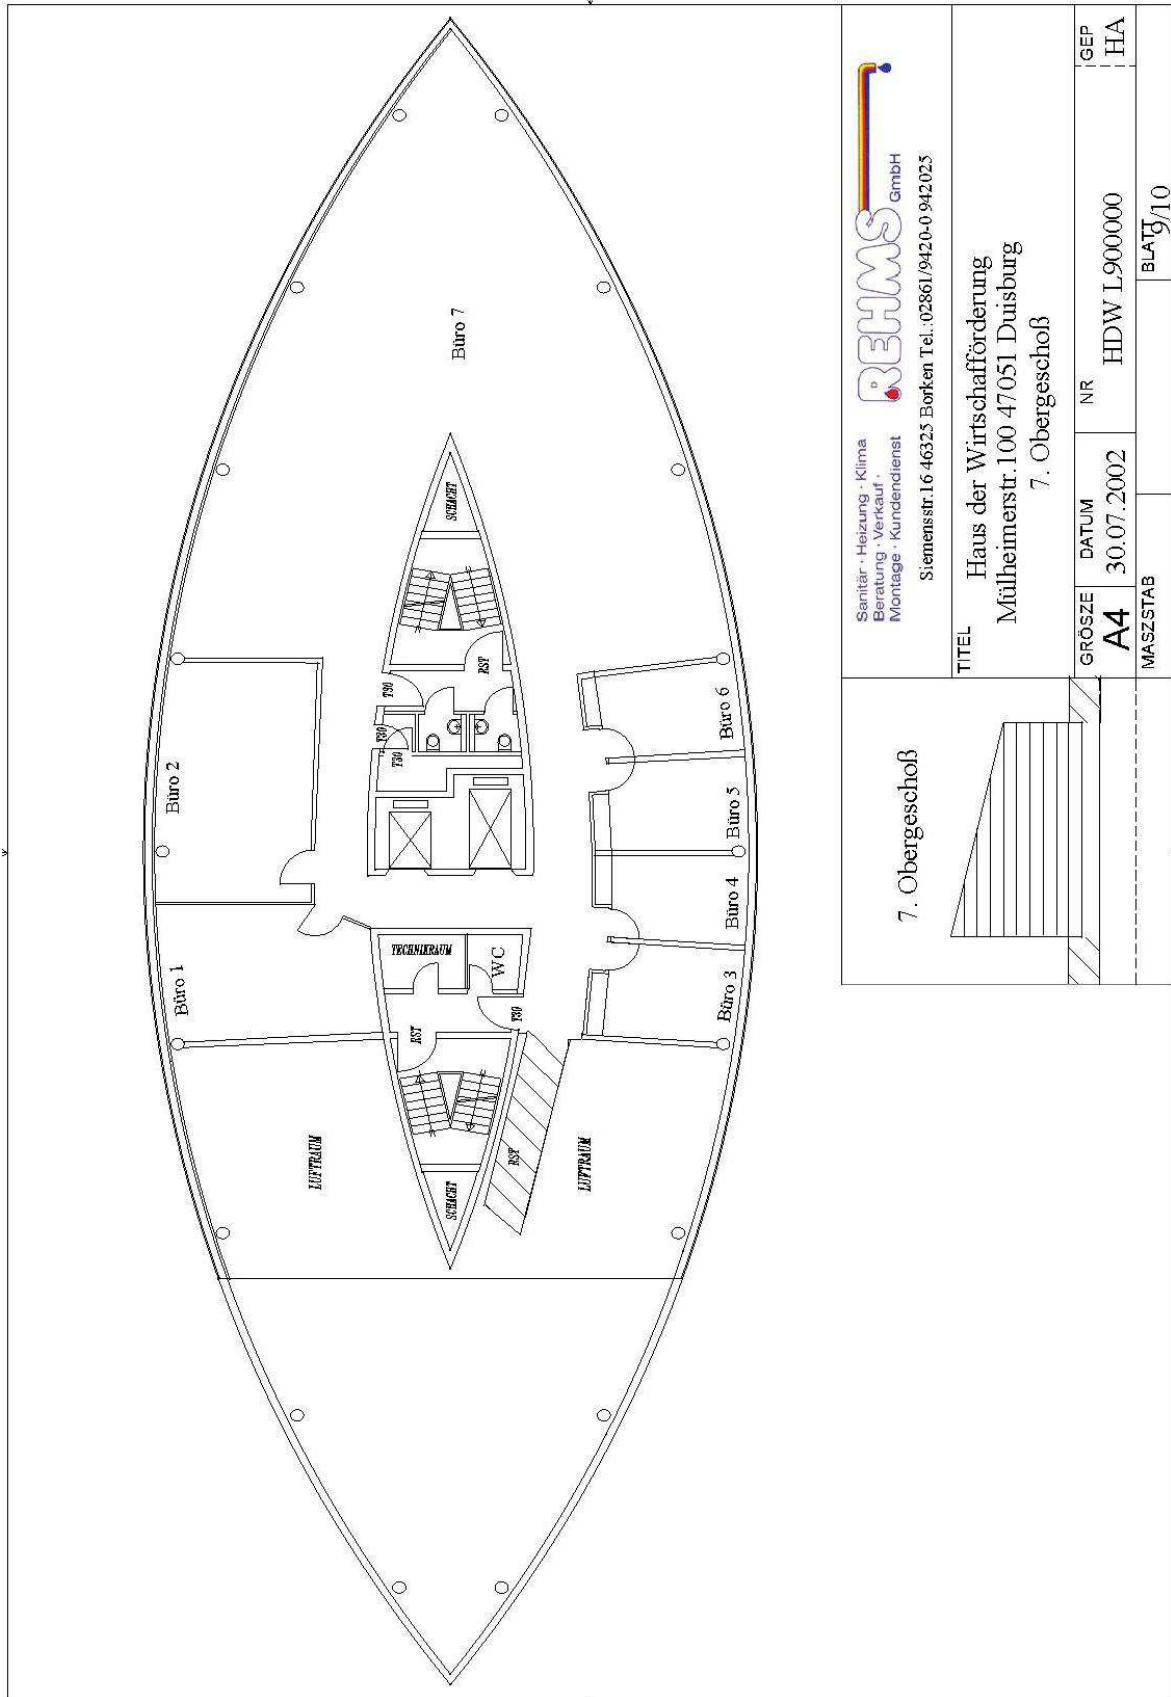 Büro 1
Büro 2
Büro 7
LUFTRAUM
TECHNIKRAUM
WC
RST
T30
SCHACHT
T30
T30
T30
RST
SCHACHT
RST
LUFTRAUM
Büro 3
Büro 4
Büro 5
Büro 6
7. Obergeschoß
Sanitär · Heizung · Klima
Beratung · Verkauf ·
Montage · Kundendienst
REHMS GmbH
Siemensstr.16 46325 Borken Tel.:02861/9420-0 942025
TITEL
Haus der Wirtschafförderung
Mülheimerstr.100 47051 Duisburg
7. Obergeschoß
GRÖSZE
A4
DATUM
30.07.2002
NR
HDW L900000
GEP
HA
MASZSTAB
BLATT
9/10